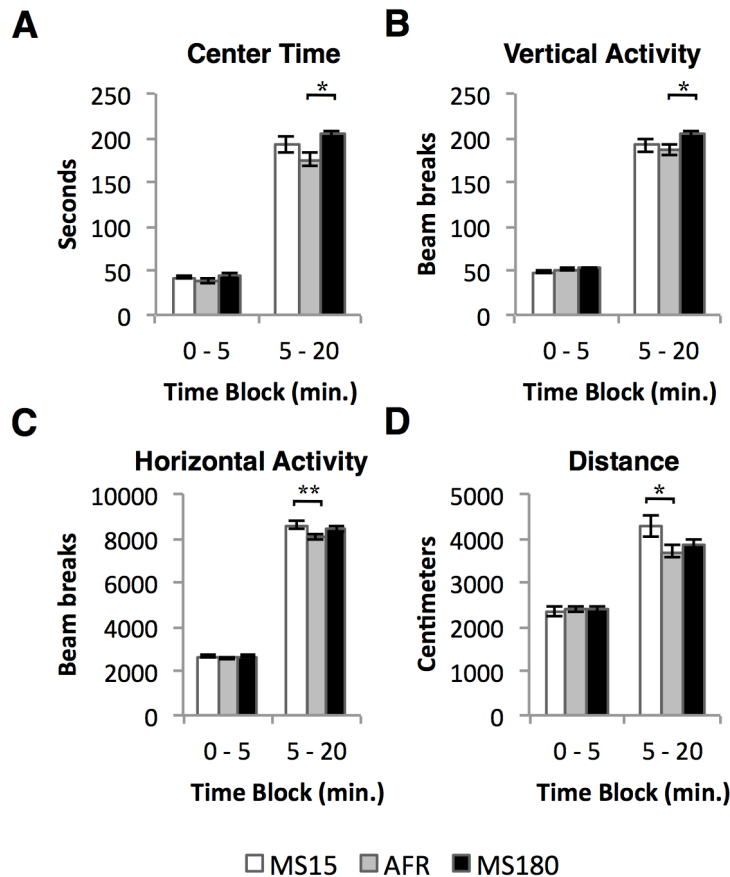 A
Center Time
*
250
200
150
100
50
0
Seconds
0 - 5 5 - 20
Time Block (min.)
B
Vertical Activity
*
250
200
150
100
50
0
Beam breaks
0 - 5 5 - 20
Time Block (min.)
C
Horizontal Activity
**
10000
8000
6000
4000
2000
0
Beam breaks
0 - 5 5 - 20
Time Block (min.)
D
Distance
*
5000
4000
3000
2000
1000
0
Centimeters
0 - 5 5 - 20
Time Block (min.)
MS15 AFR MS180